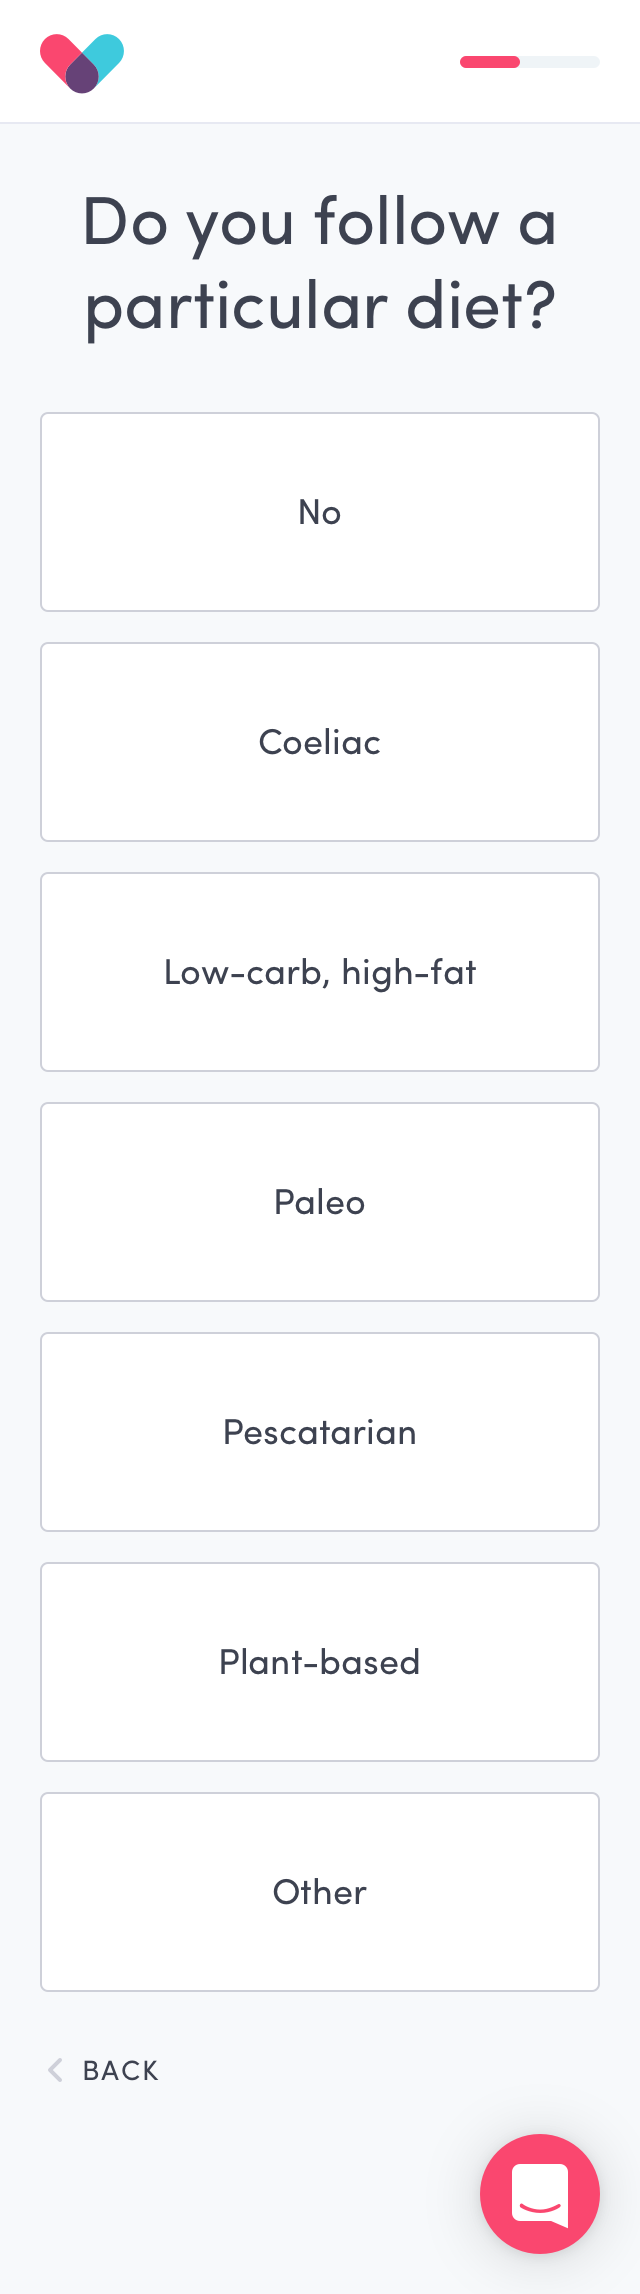 Do you follow a
particular diet?
No
Coeliac
Low-carb, high-fat
Paleo
Pescatarian
Plant-based
Other
BACK